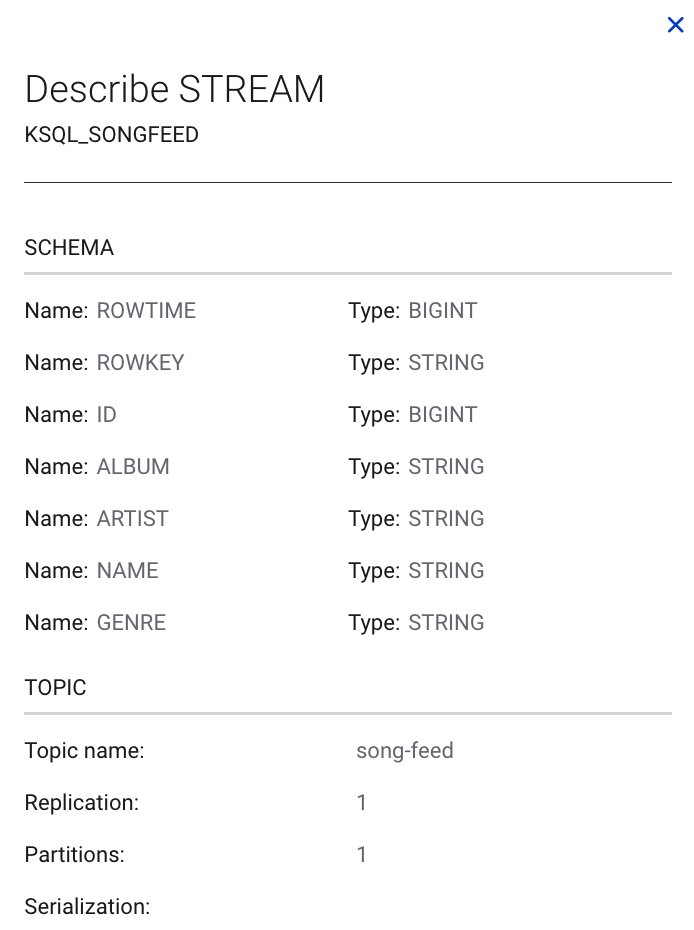 Describe STREAM
KSQL_SONGFEED
SCHEMA
Name: ROWTIME Type: BIGINT
Name: ROWKEY Type: STRING
Name: ID Type: BIGINT
Name: ALBUM Type: STRING
Name: ARTIST Type: STRING
Name: NAME Type: STRING
Name: GENRE Type: STRING
TOPIC
Topic name: song-feed
Replication: 1
Partitions: 1
Serialization: